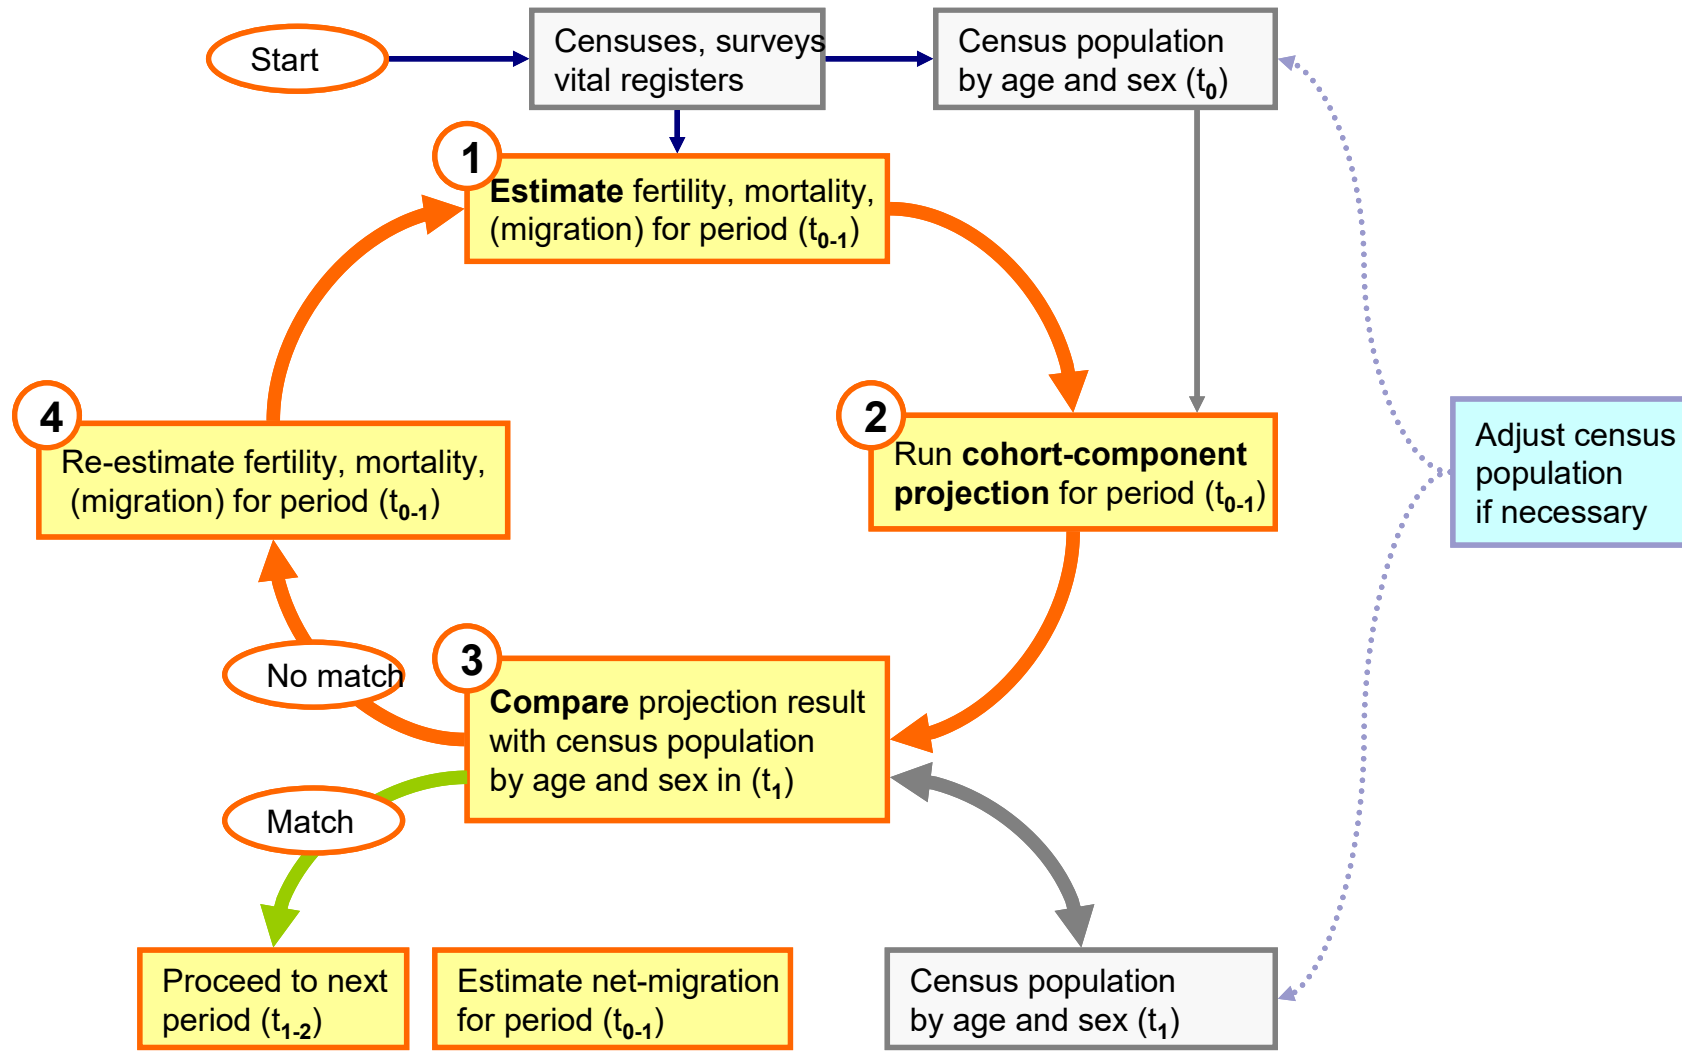 Start
Censuses, surveys
vital registers
Census population
by age and sex (t0)
1
Estimate fertility, mortality,
(migration) for period (t0-1)
4
Re-estimate fertility, mortality,
(migration) for period (t0-1)
2
Run cohort-component
projection for period (t0-1)
Adjust census
population
if necessary
No match
3
Compare projection result
with census population
by age and sex in (t1)
Match
Proceed to next
period (t1-2)
Estimate net-migration
for period (t0-1)
Census population
by age and sex (t1)